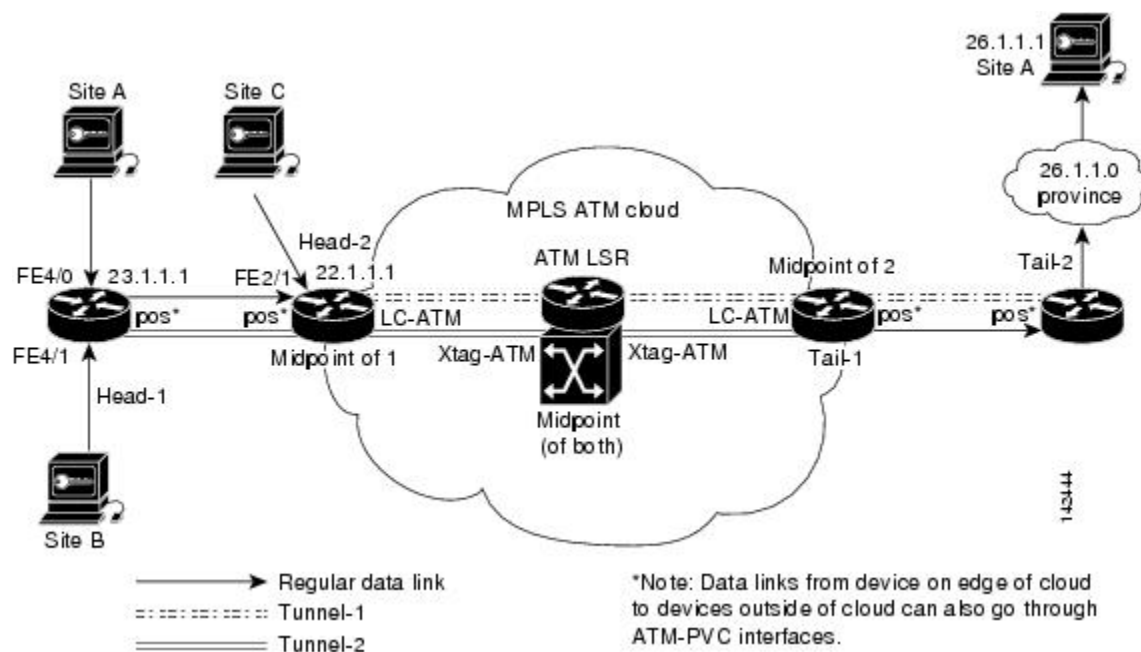 26.1.1.1
Site A
Site A
Site C
26.1.1.0
province
MPLS ATM cloud
Head-2
ATM LSR
Midpoint of 2
Tail-2
FE4/0
23.1.1.1
FE2/1
22.1.1.1
pos*
pos*
LC-ATM
LC-ATM
pos*
pos*
FE4/1
Midpoint of 1
Xtag-ATM
Xtag-ATM
Tail-1
Head-1
Midpoint
(of both)
Site B
142444
Regular data link
Tunnel-1
Tunnel-2
*Note: Data links from device on edge of cloud
to devices outside of cloud can also go through
ATM-PVC interfaces.